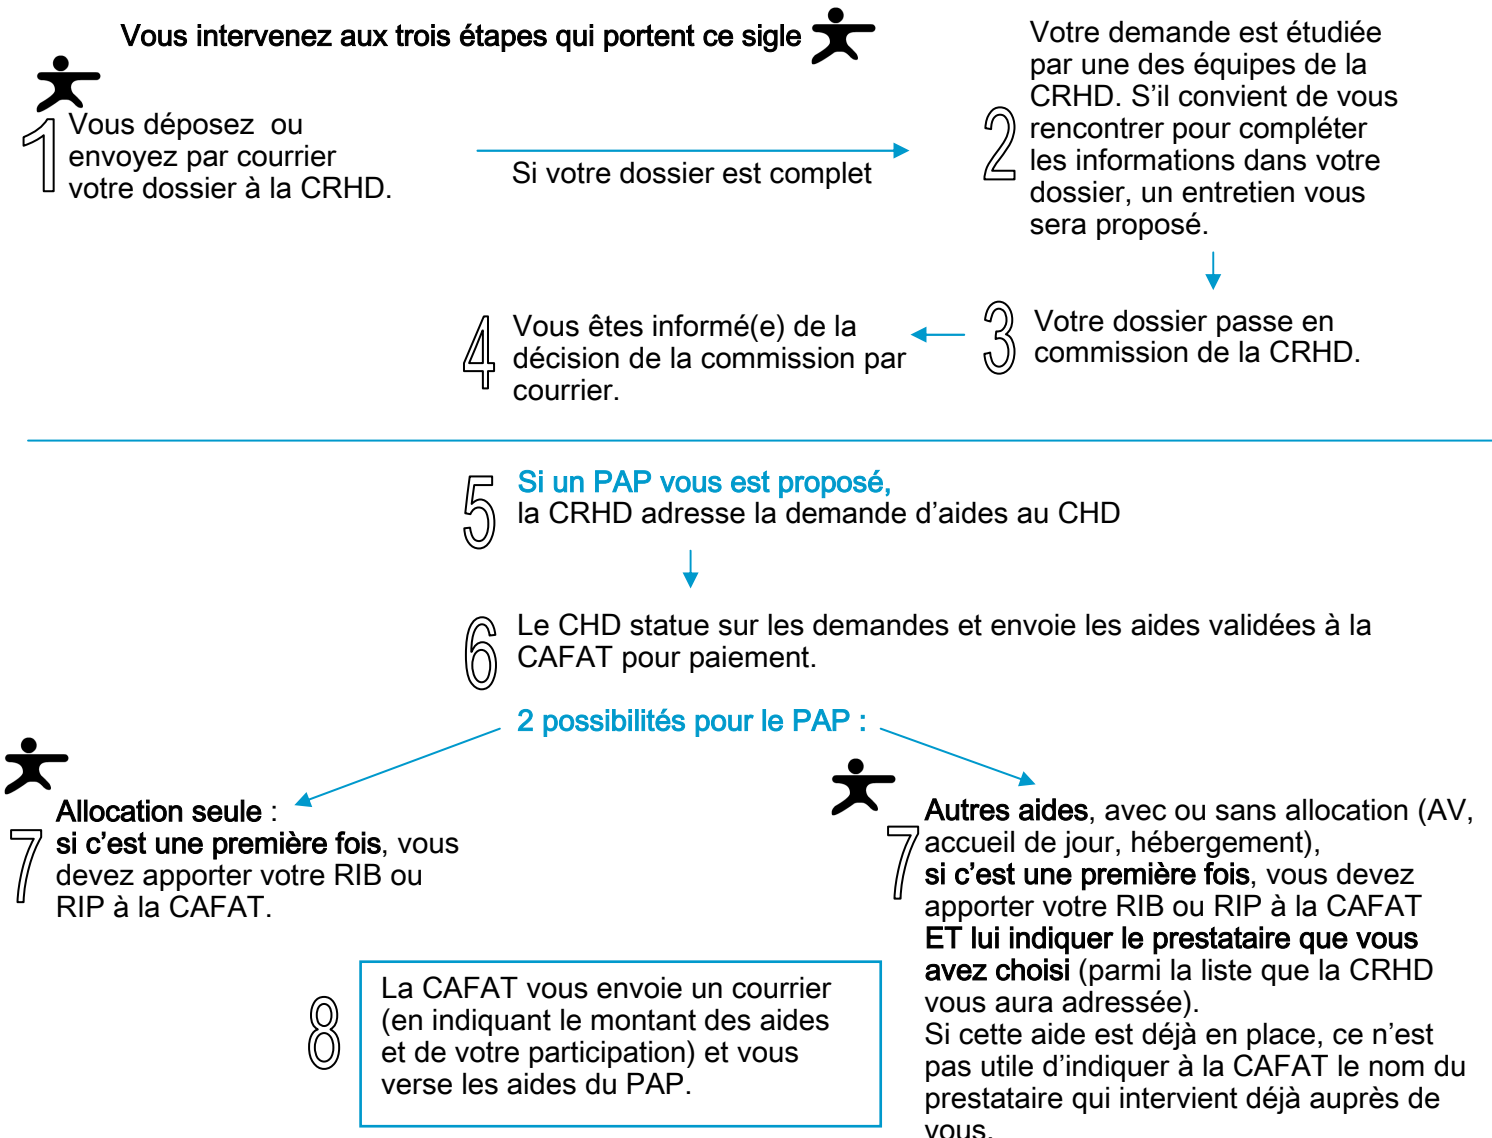 Vous intervenez aux trois étapes qui portent ce sigle
1
Vous déposez ou
envoyez par courrier
votre dossier à la CRHD.
Si votre dossier est complet
2
Votre demande est étudiée
par une des équipes de la
CRHD. S’il convient de vous
rencontrer pour compléter
les informations dans votre
dossier, un entretien vous
sera proposé.
3
Votre dossier passe en
commission de la CRHD.
4
Vous êtes informé(e) de la
décision de la commission par
courrier.
5
Si un PAP vous est proposé,
la CRHD adresse la demande d’aides au CHD
6
Le CHD statue sur les demandes et envoie les aides validées à la
CAFAT pour paiement.
2 possibilités pour le PAP :
7
Allocation seule :
si c'est une première fois, vous
devez apporter votre RIB ou
RIP à la CAFAT.
7
Autres aides, avec ou sans allocation (AV,
accueil de jour, hébergement),
si c'est une première fois, vous devez
apporter votre RIB ou RIP à la CAFAT
ET lui indiquer le prestataire que vous
avez choisi (parmi la liste que la CRHD
vous aura adressée).
Si cette aide est déjà en place, ce n’est
pas utile d’indiquer à la CAFAT le nom du
prestataire qui intervient déjà auprès de
vous.
8
La CAFAT vous envoie un courrier
(en indiquant le montant des aides
et de votre participation) et vous
verse les aides du PAP.